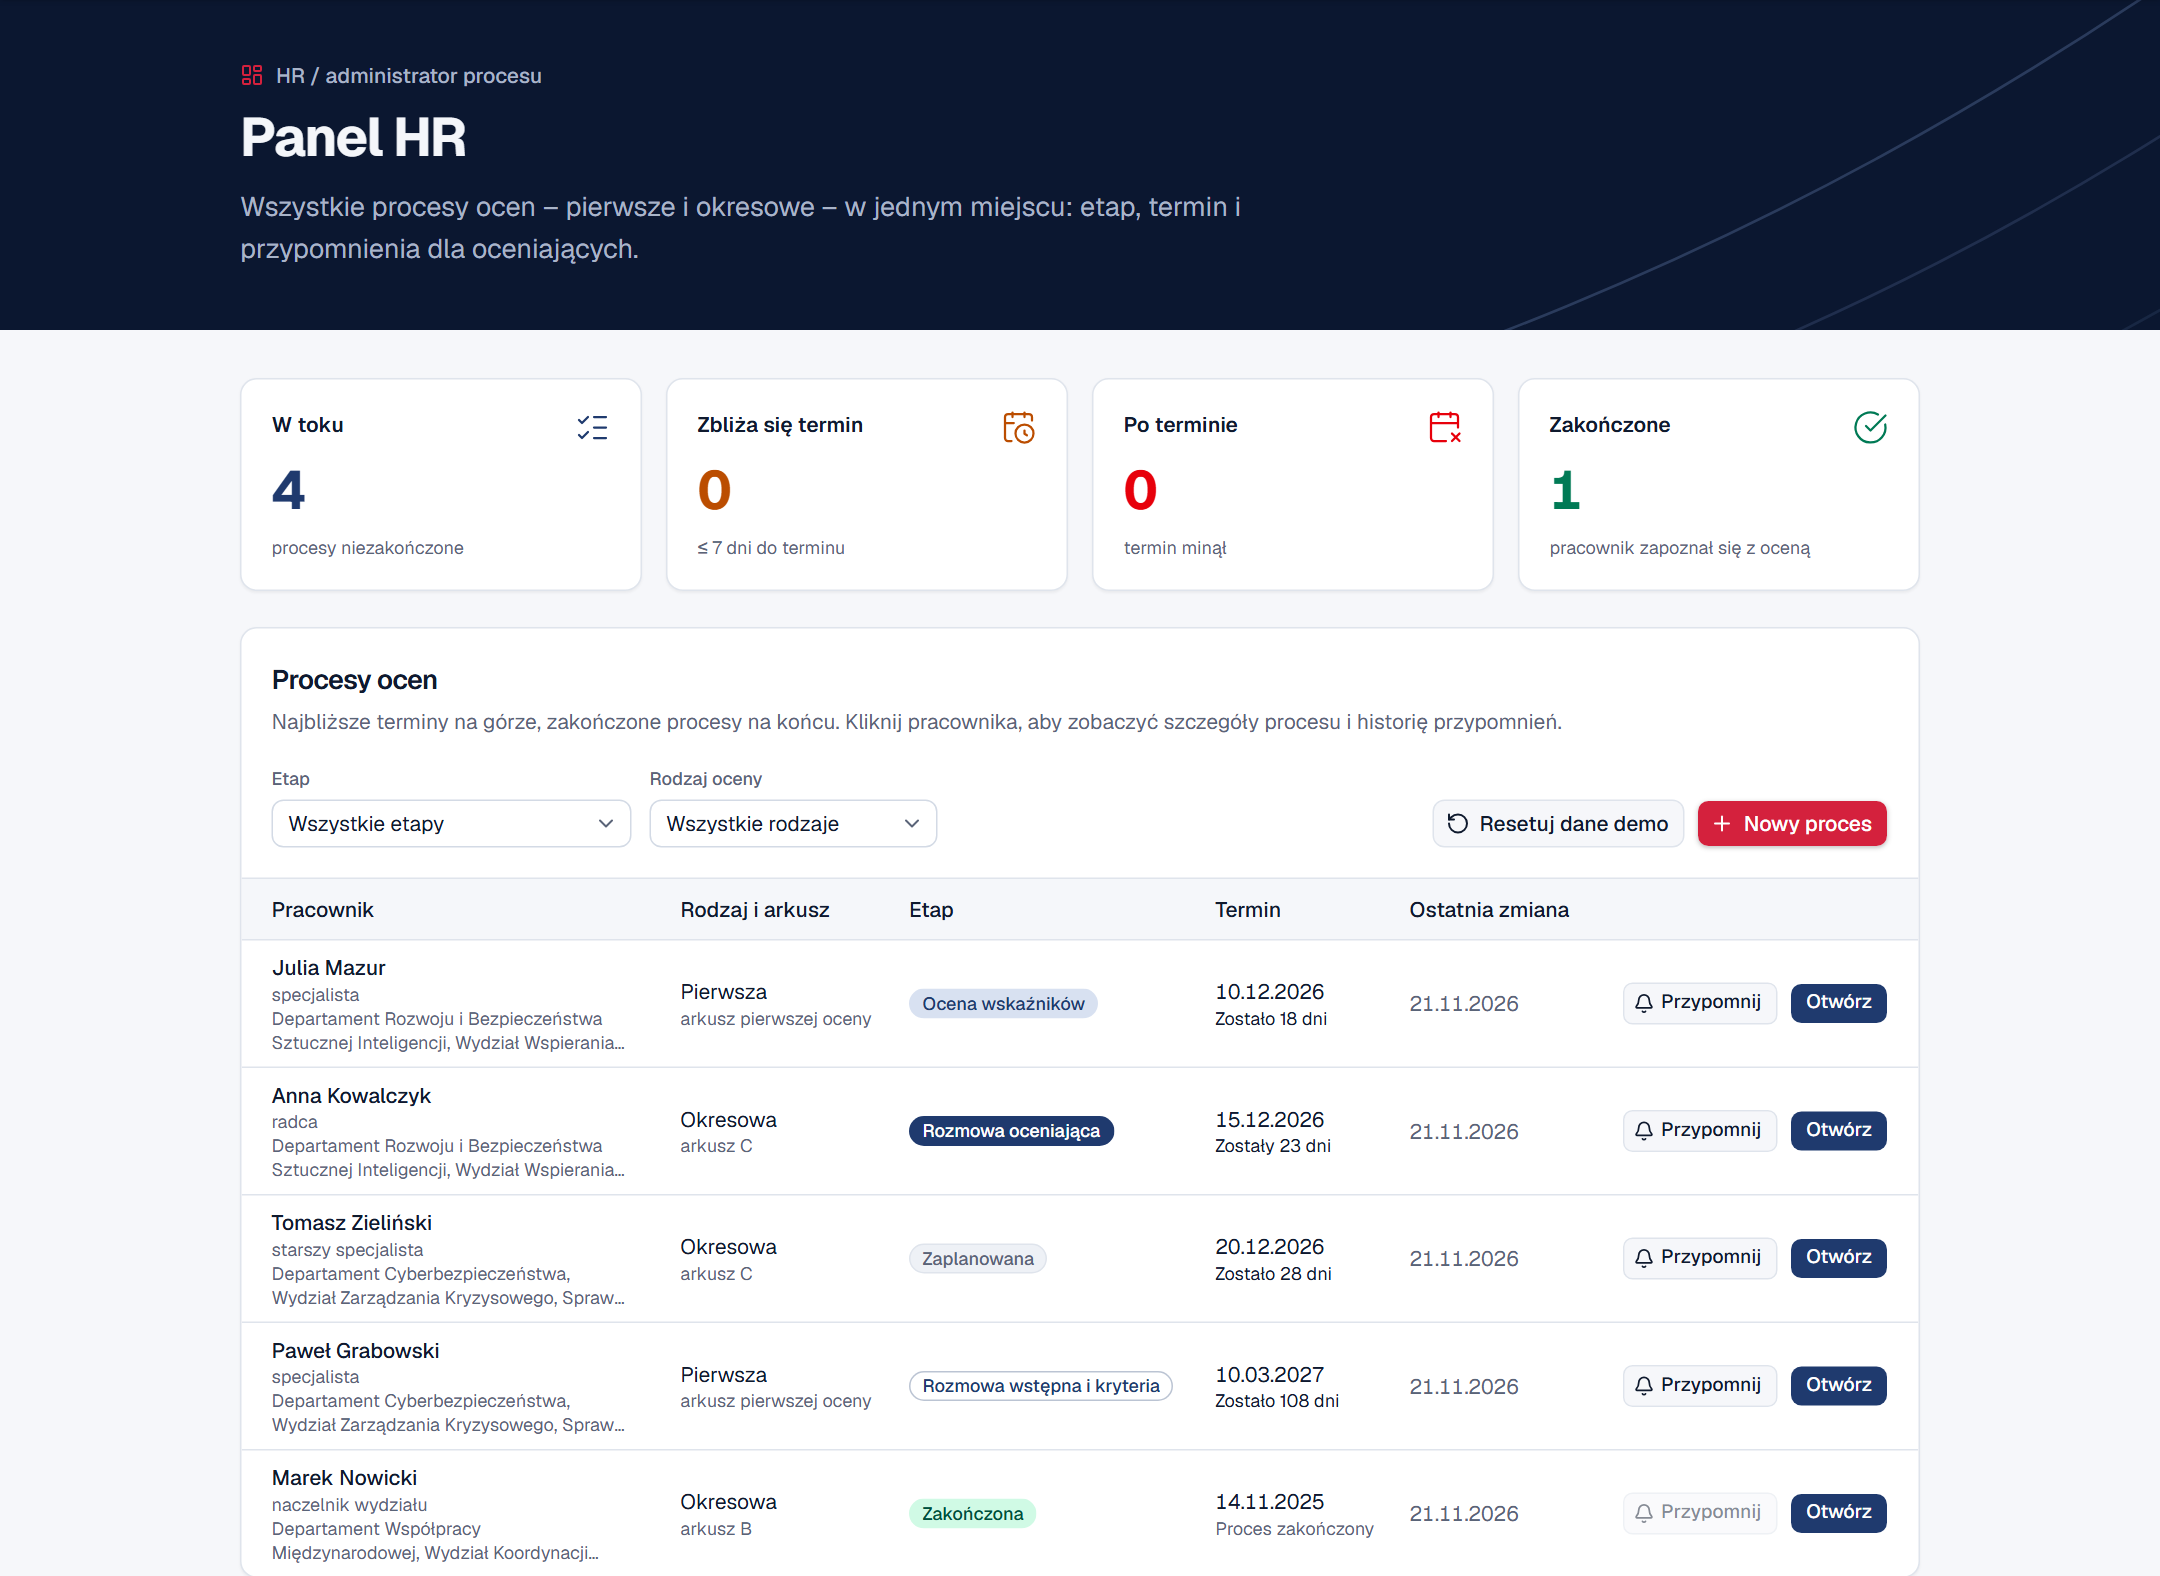 HR / administrator procesu
Panel HR
Wszystkie procesy ocen – pierwsze i okresowe – w jednym miejscu: etap, termin i
przypomnienia dla oceniających.
W toku
4
procesy niezakończone
Zbliża się termin
0
≤ 7 dni do terminu
Po terminie
0
termin minął
Zakończone
1
pracownik zapoznał się z oceną
Procesy ocen
Najbliższe terminy na górze, zakończone procesy na końcu. Kliknij pracownika, aby zobaczyć szczegóły procesu i historię przypomnień.
Etap
Wszystkie etapy
Rodzaj oceny
Wszystkie rodzaje
Resetuj dane demo
+ Nowy proces
Pracownik Rodzaj i arkusz Etap Termin Ostatnia zmiana
Julia Mazur
specjalista
Departament Rozwoju i Bezpieczeństwa
Sztucznej Inteligencji, Wydział Wspierania...
Pierwsza
arkusz pierwszej oceny
Ocena wskaźników
10.12.2026
Zostało 18 dni
21.11.2026
Przypomnij
Otwórz
Anna Kowalczyk
radca
Departament Rozwoju i Bezpieczeństwa
Sztucznej Inteligencji, Wydział Wspierania...
Okresowa
arkusz C
Rozmowa oceniająca
15.12.2026
Zostały 23 dni
21.11.2026
Przypomnij
Otwórz
Tomasz Zieliński
starszy specjalista
Departament Cyberbezpieczeństwa,
Wydział Zarządzania Kryzysowego, Spraw...
Okresowa
arkusz C
Zaplanowana
20.12.2026
Zostało 28 dni
21.11.2026
Przypomnij
Otwórz
Paweł Grabowski
specjalista
Departament Cyberbezpieczeństwa,
Wydział Zarządzania Kryzysowego, Spraw...
Pierwsza
arkusz pierwszej oceny
Rozmowa wstępna i kryteria
10.03.2027
Zostało 108 dni
21.11.2026
Przypomnij
Otwórz
Marek Nowicki
naczelnik wydziału
Departament Współpracy
Międzynarodowej, Wydział Koordynacji...
Okresowa
arkusz B
Zakończona
14.11.2025
Proces zakończony
21.11.2026
Przypomnij
Otwórz